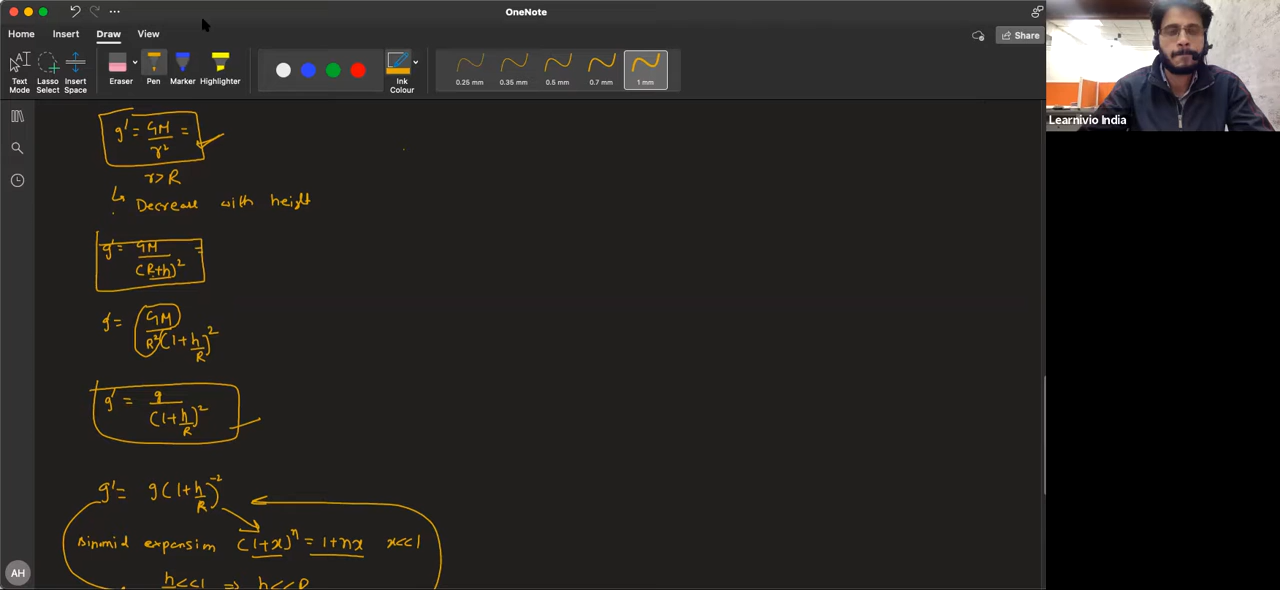 OneNote
Home Insert Draw View
Share
Text Mode
Lasso Select
Insert Space
Eraser
Pen
Marker
Highlighter
Ink Colour
0.25 mm
0.35 mm
0.5 mm
0.7 mm
1 mm
Learnivio India
g' = GM/r² =
r > R
↳ Decrease with height
g' = GM/(R+h)² =
g' = GM/R²(1+h/R)²
g' = g/(1+h/R)²
g' = g(1+h/R)⁻²
Binomial expansion (1+x)ⁿ = 1+nx x<<1
h<<1 ⇒ h<<R
AH